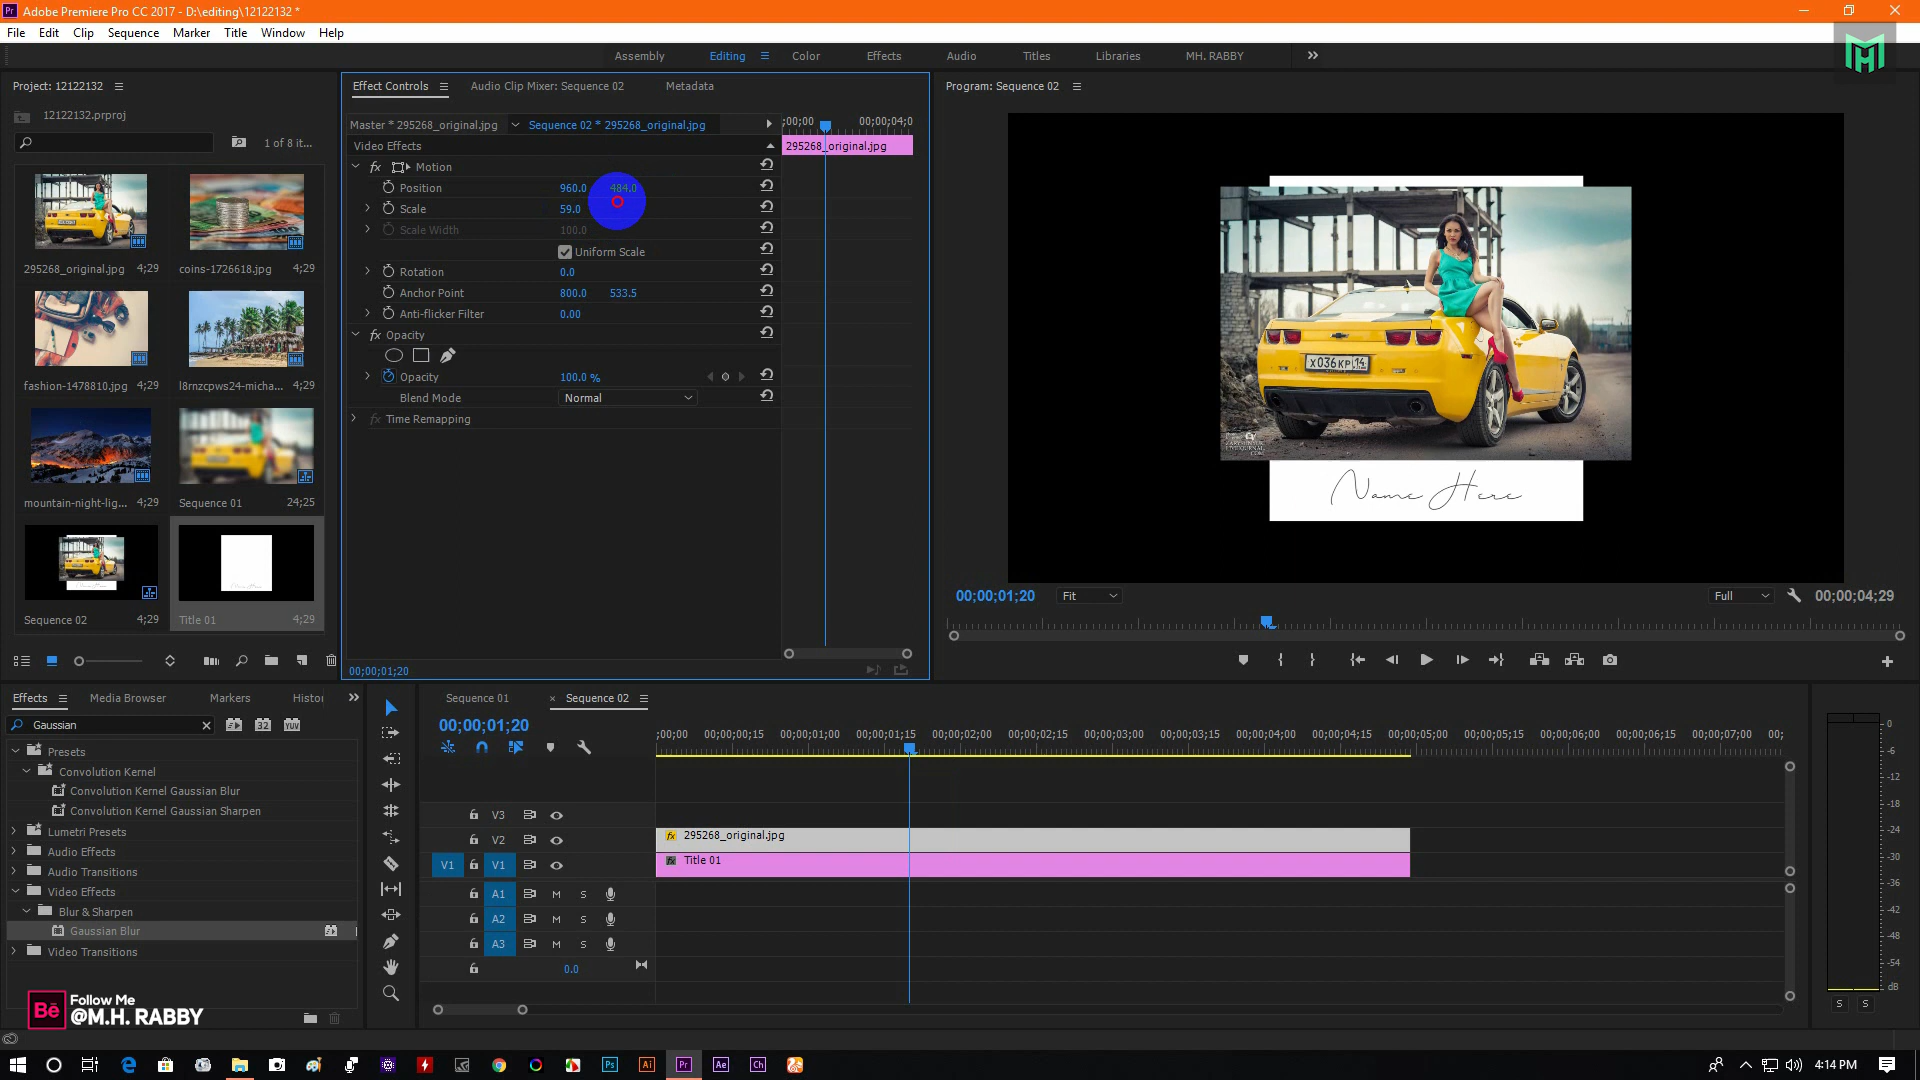 Adobe Premiere Pro CC 2017 - D:\editing\12122132 *
File Edit Clip Sequence Marker Title Window Help
Assembly Editing Color Effects Audio Titles Libraries MH. RABBY
Project: 12122132
12122132.prproj
1 of 8 it...
295268_original.jpg 4;29
coins-1726618.jpg 4;29
fashion-1478810.jpg 4;29
l8rnzcpws24-micha... 4;29
mountain-night-lig... 4;29
Sequence 01 24;25
Sequence 02 4;29
Title 01 4;29
Effect Controls Audio Clip Mixer: Sequence 02 Metadata
Master * 295268_original.jpg Sequence 02 * 295268_original.jpg
;00;00 00;00;04;0
Video Effects
295268_original.jpg
fx Motion
Position 960.0 484.0
Scale 59.0
Scale Width 100.0
Uniform Scale
Rotation 0.0
Anchor Point 800.0 533.5
Anti-flicker Filter 0.00
fx Opacity
Opacity 100.0 %
Blend Mode Normal
fx Time Remapping
00;00;01;20
Program: Sequence 02
X036KP 14
Name Here
00;00;01;20 Fit Full 00;00;04;29
Effects Media Browser Markers Histor
Gaussian
32 YUV
Presets
Convolution Kernel
Convolution Kernel Gaussian Blur
Convolution Kernel Gaussian Sharpen
Lumetri Presets
Audio Effects
Audio Transitions
Video Effects
Blur & Sharpen
Gaussian Blur
Video Transitions
Bē Follow Me
@M.H. RABBY
Sequence 01 Sequence 02
00;00;01;20
;00;00 00;00;00;15 00;00;01;00 00;00;01;15 00;00;02;00 00;00;02;15 00;00;03;00 00;00;03;15 00;00;04;00 00;00;04;15 00;00;05;00 00;00;05;15 00;00;06;00 00;00;06;15 00;00;07;00 00;
V3
V2
fx 295268_original.jpg
V1 V1
fx Title 01
A1 M S
A2 M S
A3 M S
0.0
0
-6
-12
-18
-24
-30
-36
-42
-48
-54
dB
S S
Ps Ai Pr Ae Ch
4:14 PM